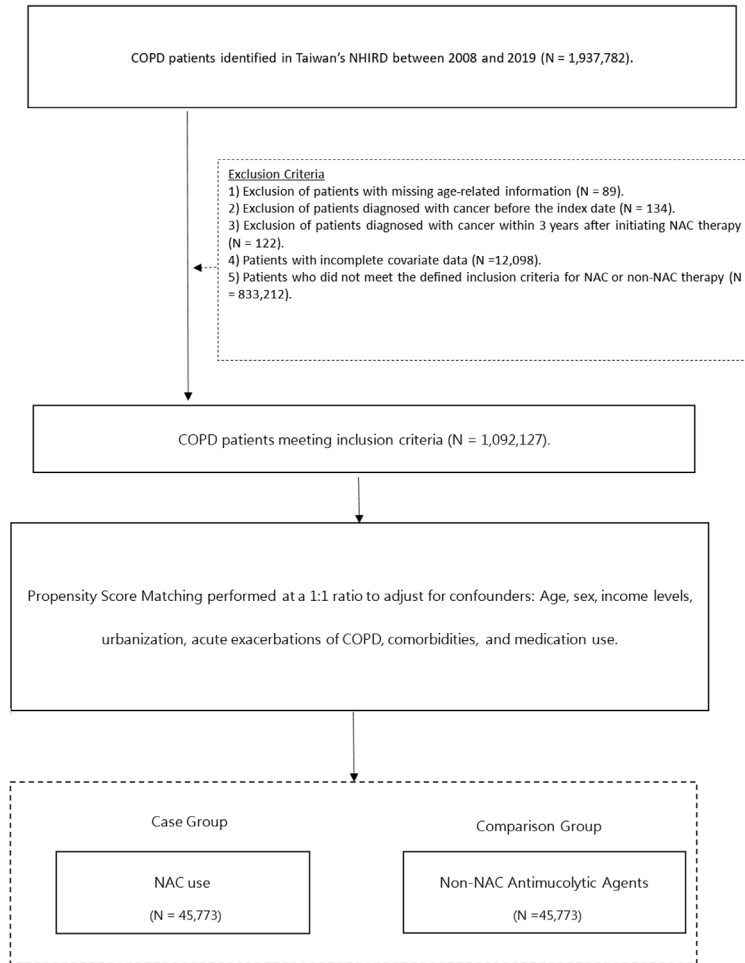 COPD patients identified in Taiwan's NHIRD between 2008 and 2019 (N = 1,937,782).
Exclusion Criteria
1) Exclusion of patients with missing age-related information (N = 89).
2) Exclusion of patients diagnosed with cancer before the index date (N = 134).
3) Exclusion of patients diagnosed with cancer within 3 years after initiating NAC therapy
(N = 122).
4) Patients with incomplete covariate data (N =12,098).
5) Patients who did not meet the defined inclusion criteria for NAC or non-NAC therapy (N
= 833,212).
COPD patients meeting inclusion criteria (N = 1,092,127).
Propensity Score Matching performed at a 1:1 ratio to adjust for confounders: Age, sex, income levels,
urbanization, acute exacerbations of COPD, comorbidities, and medication use.
Case Group
Comparison Group
NAC use
(N = 45,773)
Non-NAC Antimucolytic Agents
(N =45,773)